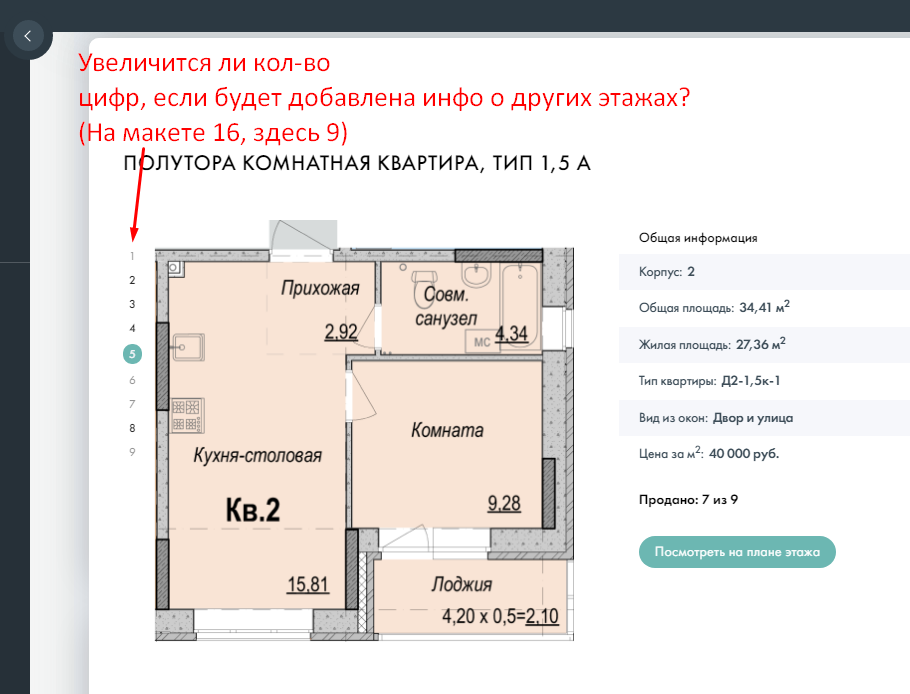 Увеличится ли кол-во
цифр, если будет добавлена инфо о других этажах?
(На макете 16, здесь 9)
ПОЛУТОРА КОМНАТНАЯ КВАРТИРА, ТИП 1,5 А
1
2
3
4
5
6
7
8
9
Прихожая
2,92
Совм.
санузел
4,34
МС
Комната
9,28
Кухня-столовая
Кв.2
15,81
Лоджия
4,20 х 0,5=2,10
Общая информация
Корпус: 2
Общая площадь: 34,41 м²
Жилая площадь: 27,36 м²
Тип квартиры: Д2-1,5к-1
Вид из окон: Двор и улица
Цена за м²: 40 000 руб.
Продано: 7 из 9
Посмотреть на плане этажа